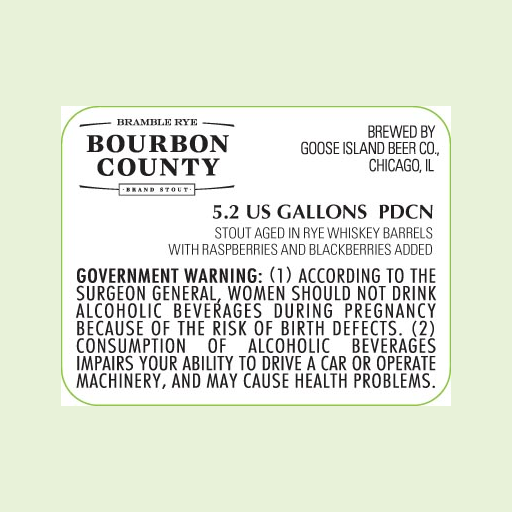 BRAMBLE RYE
BOURBON
COUNTY
· BRAND STOUT ·
BREWED BY
GOOSE ISLAND BEER CO.,
CHICAGO, IL
5.2 US GALLONS PDCN
STOUT AGED IN RYE WHISKEY BARRELS
WITH RASPBERRIES AND BLACKBERRIES ADDED
GOVERNMENT WARNING: (1) ACCORDING TO THE
SURGEON GENERAL, WOMEN SHOULD NOT DRINK
ALCOHOLIC BEVERAGES DURING PREGNANCY
BECAUSE OF THE RISK OF BIRTH DEFECTS. (2)
CONSUMPTION OF ALCOHOLIC BEVERAGES
IMPAIRS YOUR ABILITY TO DRIVE A CAR OR OPERATE
MACHINERY, AND MAY CAUSE HEALTH PROBLEMS.